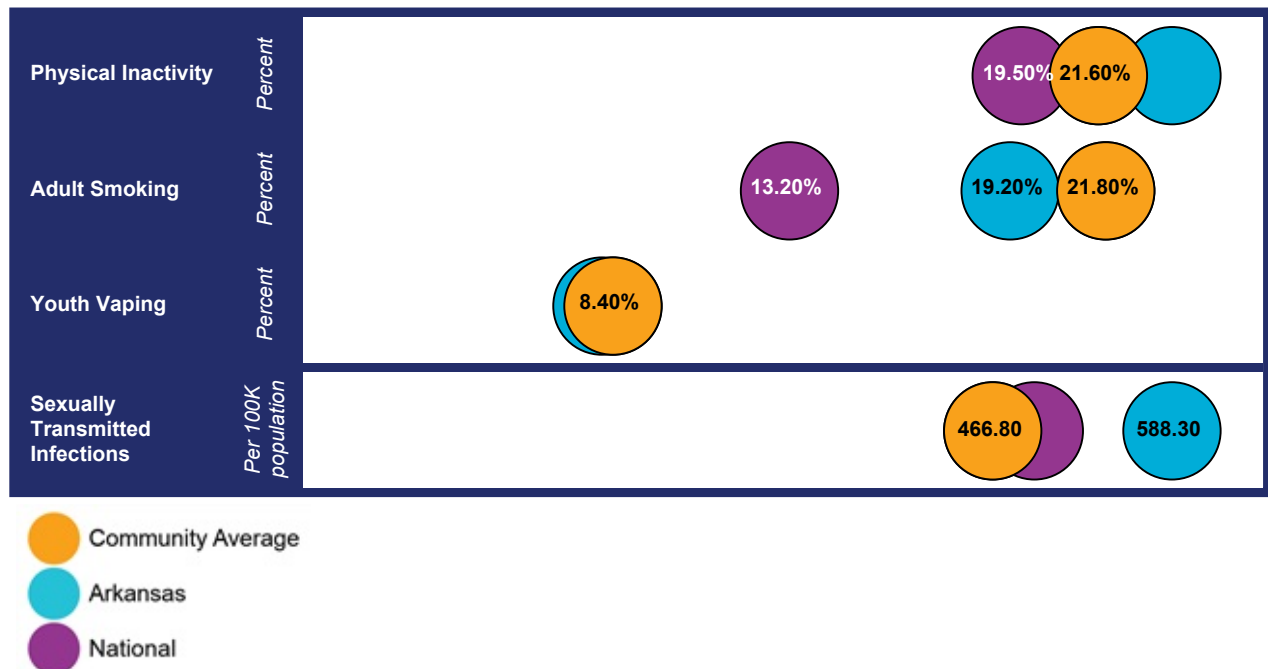 Physical Inactivity
Percent
19.50%
21.60%
Adult Smoking
Percent
13.20%
19.20%
21.80%
Youth Vaping
Percent
8.40%
Sexually
Transmitted
Infections
Per 100K
population
466.80
588.30
Community Average
Arkansas
National